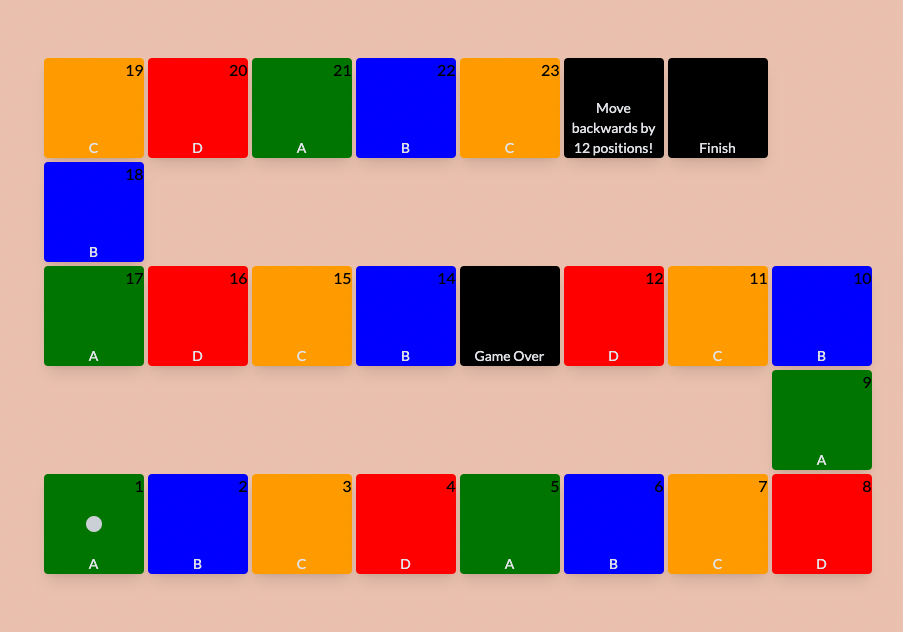 19 20 21 22 23
Move
backwards by
C D A B C 12 positions! Finish
18
B
17 16 15 14 12 11 10
A D C B Game Over D C B
9
A
1 2 3 4 5 6 7 8
A B C D A B C D